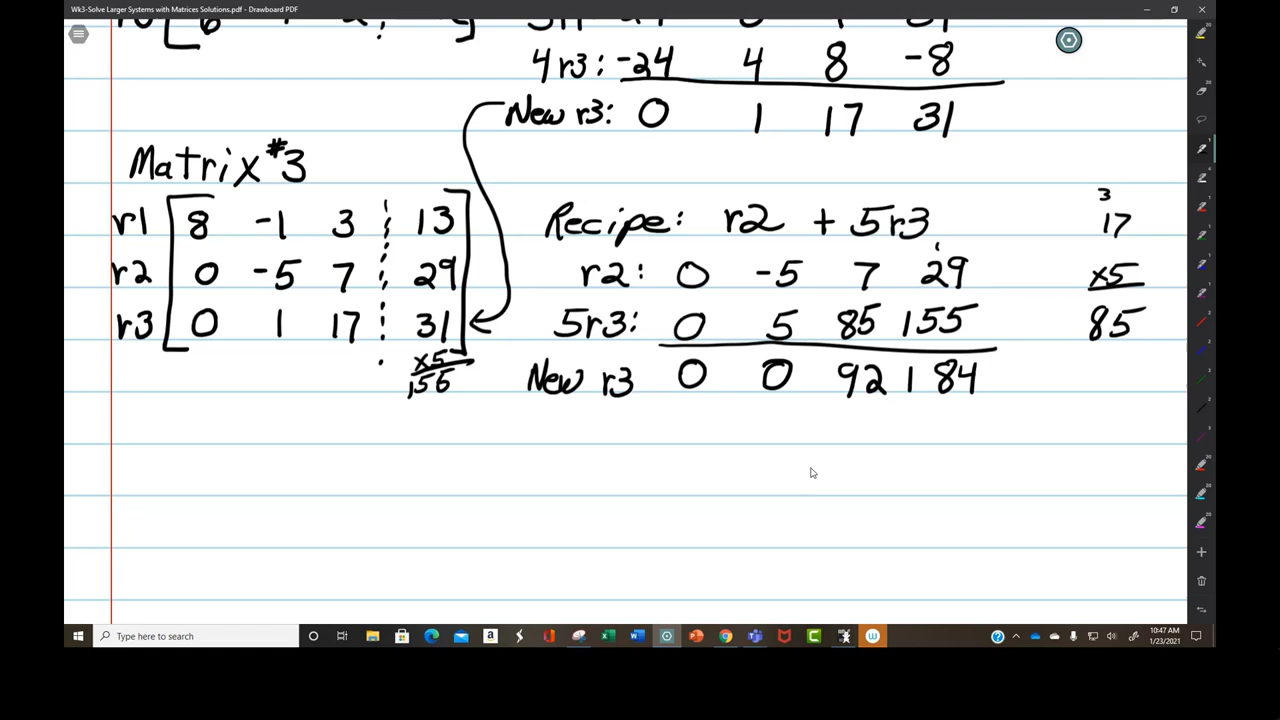 Wk3-Solve Larger Systems with Matrices Solutions.pdf - Drawboard PDF
4r3: -24 4 8 -8
New r3: 0 1 17 31
Matrix #3
r1 8 -1 3 13
r2 0 -5 7 29
r3 0 1 17 31
x5
155
Recipe: r2 + 5r3
r2: 0 -5 7 29
5r3: 0 5 85 155
New r3 0 0 92 184
3
17
x5
85
Type here to search
10:47 AM
1/23/2021